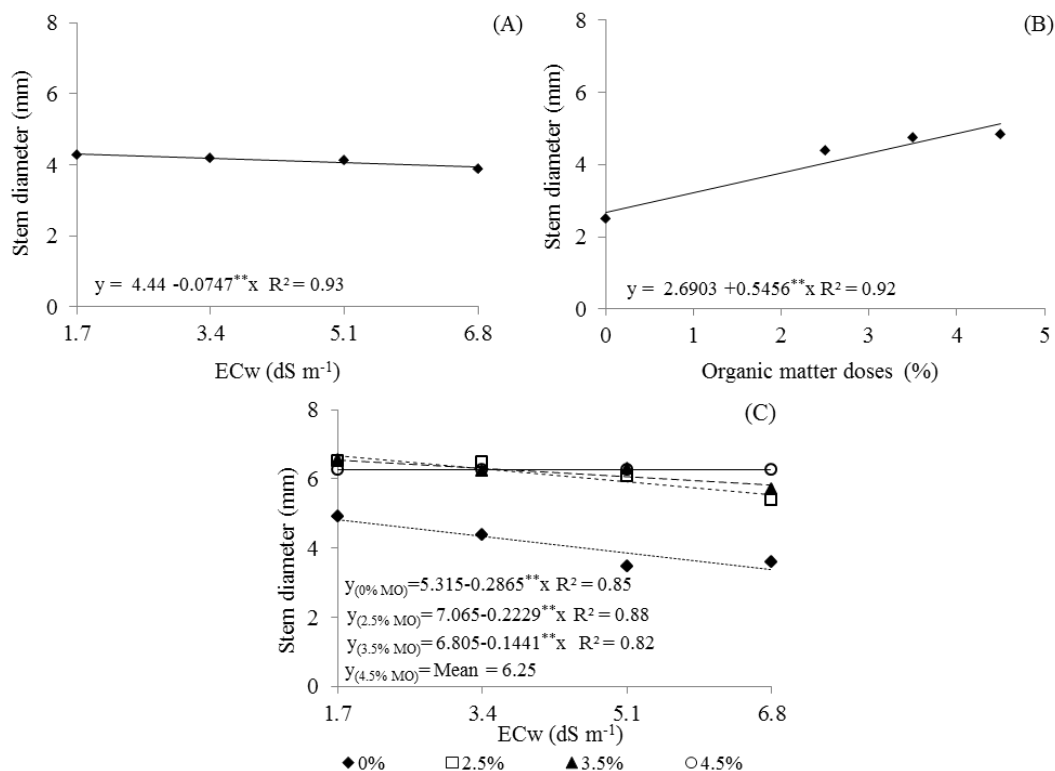 (A)
8
6
4
2
0
Stem diameter (mm)
y = 4.44 -0.0747**x R² = 0.93
1.7 3.4 5.1 6.8
ECw (dS m⁻¹)
(B)
8
6
4
2
0
Stem diameter (mm)
y = 2.6903 +0.5456**x R² = 0.92
0 1 2 3 4 5
Organic matter doses (%)
(C)
8
6
4
2
0
Stem diameter (mm)
y(0% MO)=5.315-0.2865**x R² = 0.85
y(2.5% MO)=7.065-0.2229**x R² = 0.88
y(3.5% MO)=6.805-0.1441**x R² = 0.82
y(4.5% MO)= Mean = 6.25
1.7 3.4 5.1 6.8
ECw (dS m⁻¹)
0% 2.5% 3.5% 4.5%